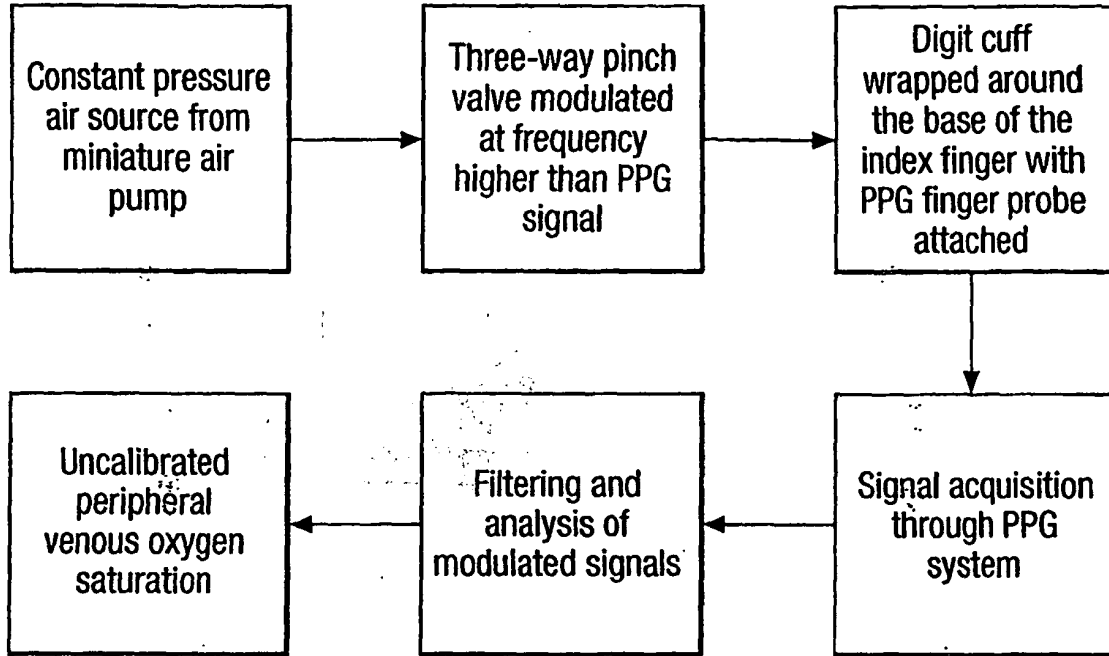 Constant pressure
air source from
miniature air
pump
Three-way pinch
valve modulated
at frequency
higher than PPG
signal
Digit cuff
wrapped around
the base of the
index finger with
PPG finger probe
attached
Signal acquisition
through PPG
system
Filtering and
analysis of
modulated signals
Uncalibrated
peripheral
venous oxygen
saturation